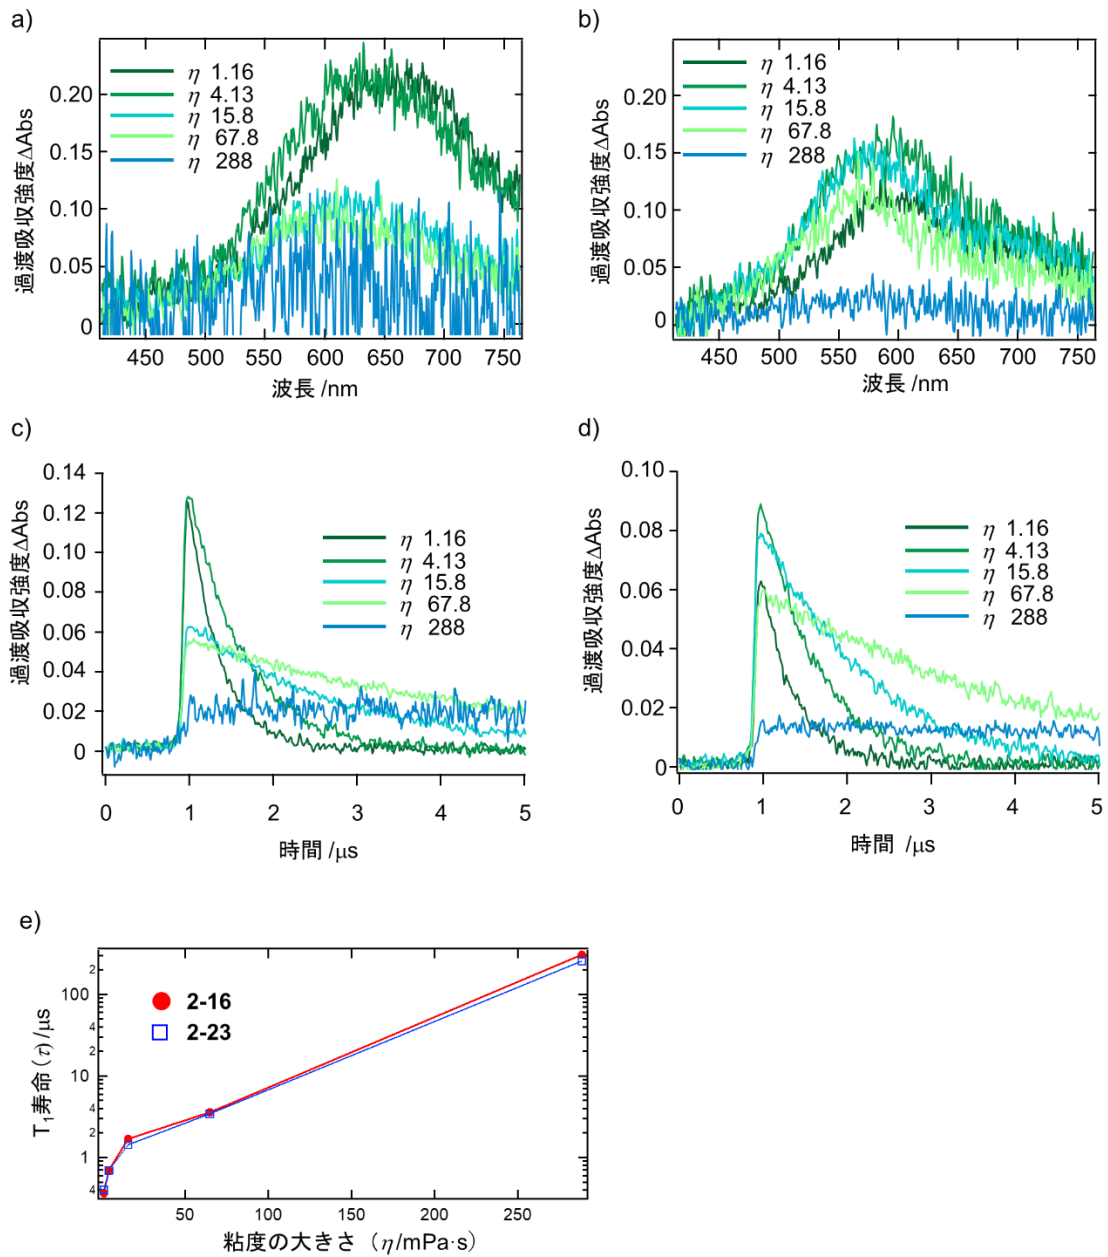 a)
過渡吸収強度ΔAbs
0.20
0.15
0.10
0.05
0
η 1.16
η 4.13
η 15.8
η 67.8
η 288
450 500 550 600 650 700 750
波長 /nm
b)
過渡吸収強度ΔAbs
0.20
0.15
0.10
0.05
0
η 1.16
η 4.13
η 15.8
η 67.8
η 288
450 500 550 600 650 700 750
波長 /nm
c)
過渡吸収強度ΔAbs
0.14
0.12
0.10
0.08
0.06
0.04
0.02
0
η 1.16
η 4.13
η 15.8
η 67.8
η 288
0 1 2 3 4 5
時間 /μs
d)
過渡吸収強度ΔAbs
0.10
0.08
0.06
0.04
0.02
0
η 1.16
η 4.13
η 15.8
η 67.8
η 288
0 1 2 3 4 5
時間 /μs
e)
T₁寿命(τ)/μs
2
100
4
2
10
4
2
1
4
2-16
2-23
50 100 150 200 250
粘度の大きさ (η/mPa·s)